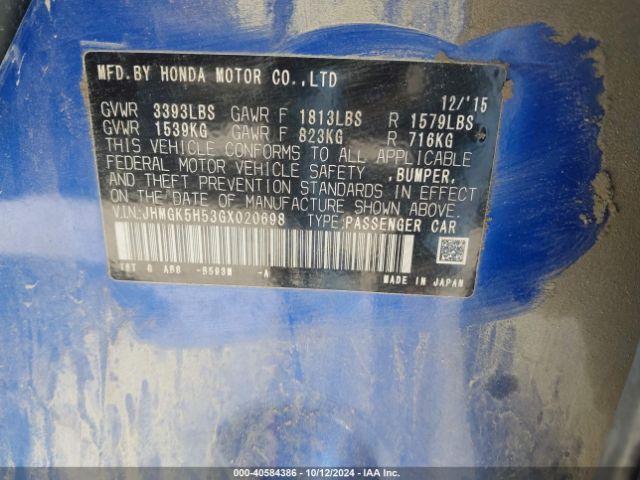 MFD.BY HONDA MOTOR CO.,LTD
12/'15
GVWR 3393LBS GAWR F 1813LBS R 1579LBS
GVWR 1539KG GAWR F 823KG R 716KG
THIS VEHICLE CONFORMS TO ALL APPLICABLE
FEDERAL MOTOR VEHICLE SAFETY ,BUMPER,
AND THEFT PREVENTION STANDARDS IN EFFECT
ON THE DATE OF MANUFACTURE SHOWN ABOVE.
VIN:JHMGK5H53GX020698 TYPE:PASSENGER CAR
-B593M -A
MADE IN JAPAN
000-40584386 - 10/12/2024 - IAA Inc.